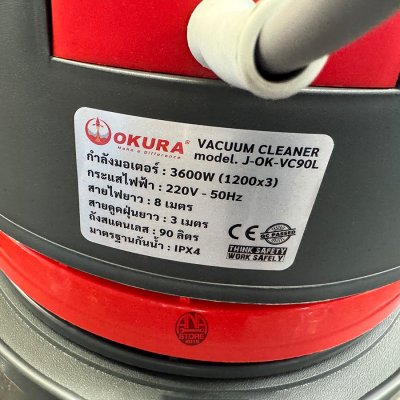 OKURA®
Make a Difference
VACUUM CLEANER
model. J-OK-VC90L
กำลังมอเตอร์ : 3600W (1200x3)
กระแสไฟฟ้า : 220V - 50Hz
สายไฟยาว : 8 เมตร
สายดูดฝุ่นยาว : 3 เมตร
ถังสแตนเลส : 90 ลิตร
มาตรฐานกันน้ำ : IPX4
CE
QC PASSED
THINK SAFETY
WORK SAFELY
STORE